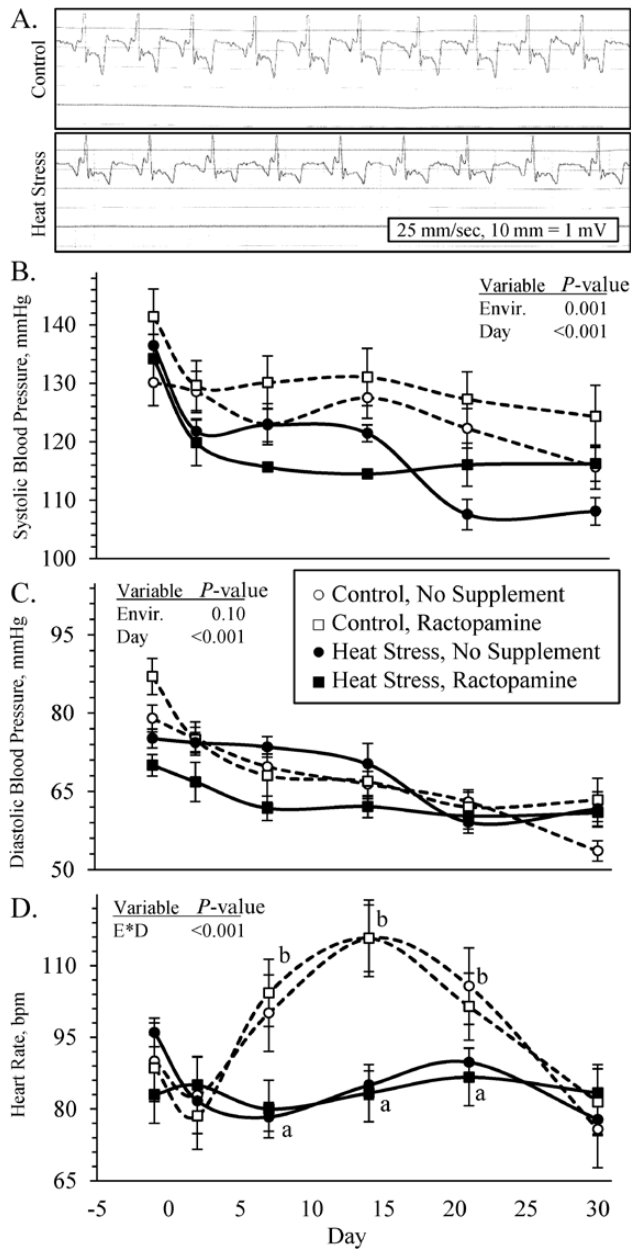 A.
Control
Heat Stress
25 mm/sec, 10 mm = 1 mV
B.
Systolic Blood Pressure, mmHg
140
130
120
110
100
Variable P-value
Envir. 0.001
Day <0.001
C.
Diastolic Blood Pressure, mmHg
95
80
65
50
Variable P-value
Envir. 0.10
Day <0.001
Control, No Supplement
Control, Ractopamine
Heat Stress, No Supplement
Heat Stress, Ractopamine
D.
Heart Rate, bpm
110
95
80
65
Variable P-value
E*D <0.001
b
b
b
a
a
a
-5 0 5 10 15 20 25 30
Day